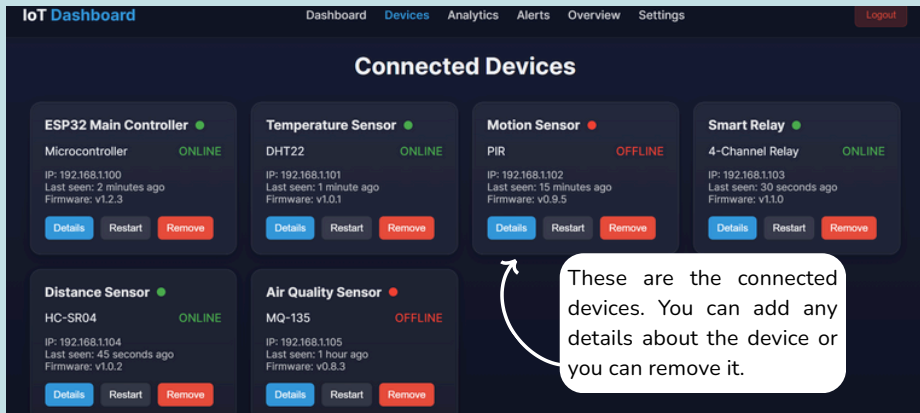 IoT Dashboard
Dashboard Devices Analytics Alerts Overview Settings
Logout
Connected Devices
ESP32 Main Controller
Microcontroller ONLINE
IP: 192.168.1.100
Last seen: 2 minutes ago
Firmware: v1.2.3
Details Restart Remove
Temperature Sensor
DHT22 ONLINE
IP: 192.168.1.101
Last seen: 1 minute ago
Firmware: v1.0.1
Details Restart Remove
Motion Sensor
PIR OFFLINE
IP: 192.168.1.102
Last seen: 15 minutes ago
Firmware: v0.9.5
Details Restart Remove
Smart Relay
4-Channel Relay ONLINE
IP: 192.168.1.103
Last seen: 30 seconds ago
Firmware: v1.1.0
Details Restart Remove
Distance Sensor
HC-SR04 ONLINE
IP: 192.168.1.104
Last seen: 45 seconds ago
Firmware: v1.0.2
Details Restart Remove
Air Quality Sensor
MQ-135 OFFLINE
IP: 192.168.1.105
Last seen: 1 hour ago
Firmware: v0.8.3
Details Restart Remove
These are the connected
devices. You can add any
details about the device or
you can remove it.